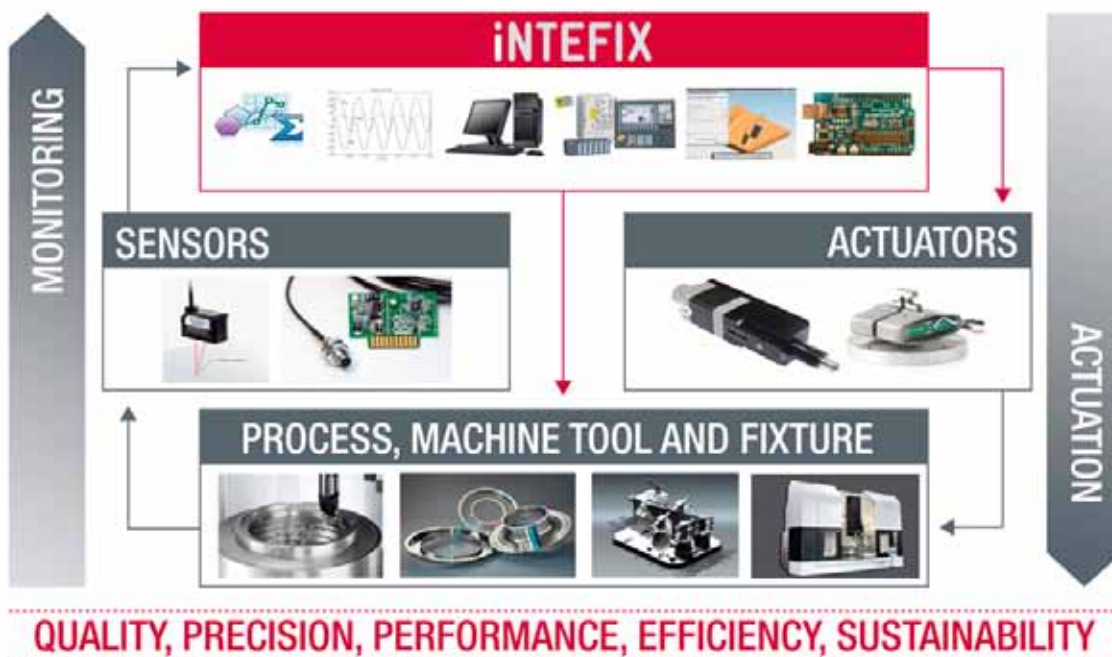 iNTEFIX
MONITORING
SENSORS
ACTUATORS
ACTUATION
PROCESS, MACHINE TOOL AND FIXTURE
QUALITY, PRECISION, PERFORMANCE, EFFICIENCY, SUSTAINABILITY